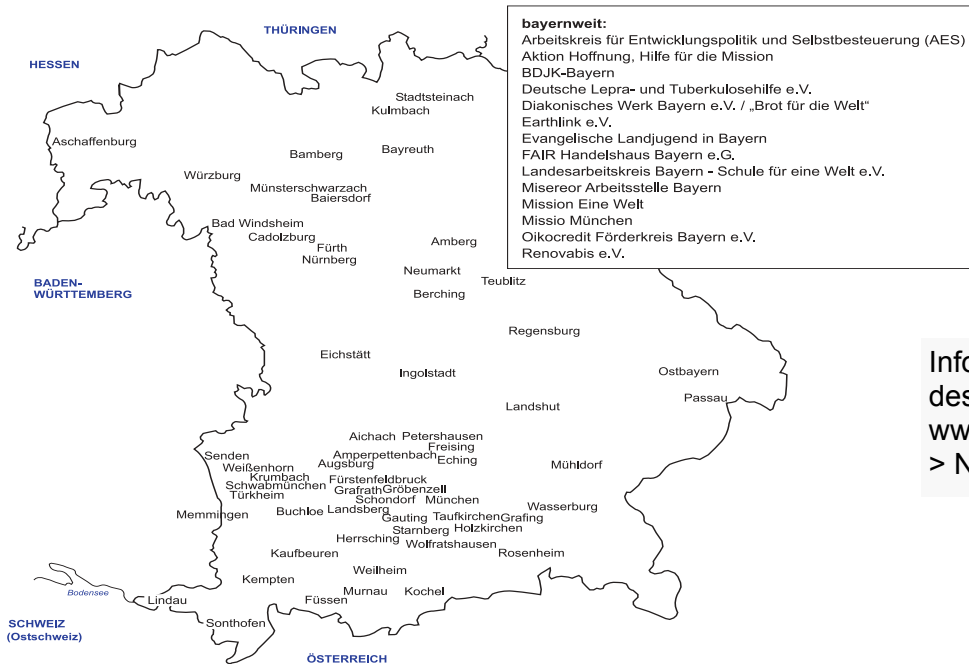 THÜRINGEN
HESSEN
bayernweit:
Arbeitskreis für Entwicklungspolitik und Selbstbesteuerung (AES)
Aktion Hoffnung, Hilfe für die Mission
BDJK-Bayern
Deutsche Lepra- und Tuberkulosehilfe e.V.
Diakonisches Werk Bayern e.V. / „Brot für die Welt“
Earthlink e.V.
Evangelische Landjugend in Bayern
FAIR Handelshaus Bayern e.G.
Landesarbeitskreis Bayern - Schule für eine Welt e.V.
Misereor Arbeitsstelle Bayern
Mission Eine Welt
Missio München
Oikocredit Förderkreis Bayern e.V.
Renovabis e.V.
Stadtsteinach
Kulmbach
Aschaffenburg
Bamberg
Bayreuth
Würzburg
Münsterschwarzach
Baiersdorf
Bad Windsheim
Cadolzburg
Fürth
Nürnberg
Amberg
Neumarkt
Teublitz
Berching
BADEN-
WÜRTTEMBERG
Regensburg
Eichstätt
Ingolstadt
Ostbayern
Passau
Landshut
Info
des
ww
> N
Aichach
Petershausen
Freising
Senden
Amperpettenbach
Eching
Augsburg
Mühldorf
Weißenhorn
Krumbach
Fürstenfeldbruck
Schwabmünchen
Grafrath
Gröbenzell
Türkheim
Schondorf
München
Memmingen
Buchloe
Landsberg
Gauting
Taufkirchen
Grafing
Wasserburg
Starnberg
Holzkirchen
Herrsching
Wolfratshausen
Kaufbeuren
Rosenheim
Weilheim
Kempten
Murnau
Kochel
Bodensee
Lindau
Füssen
Sonthofen
SCHWEIZ
(Ostschweiz)
ÖSTERREICH